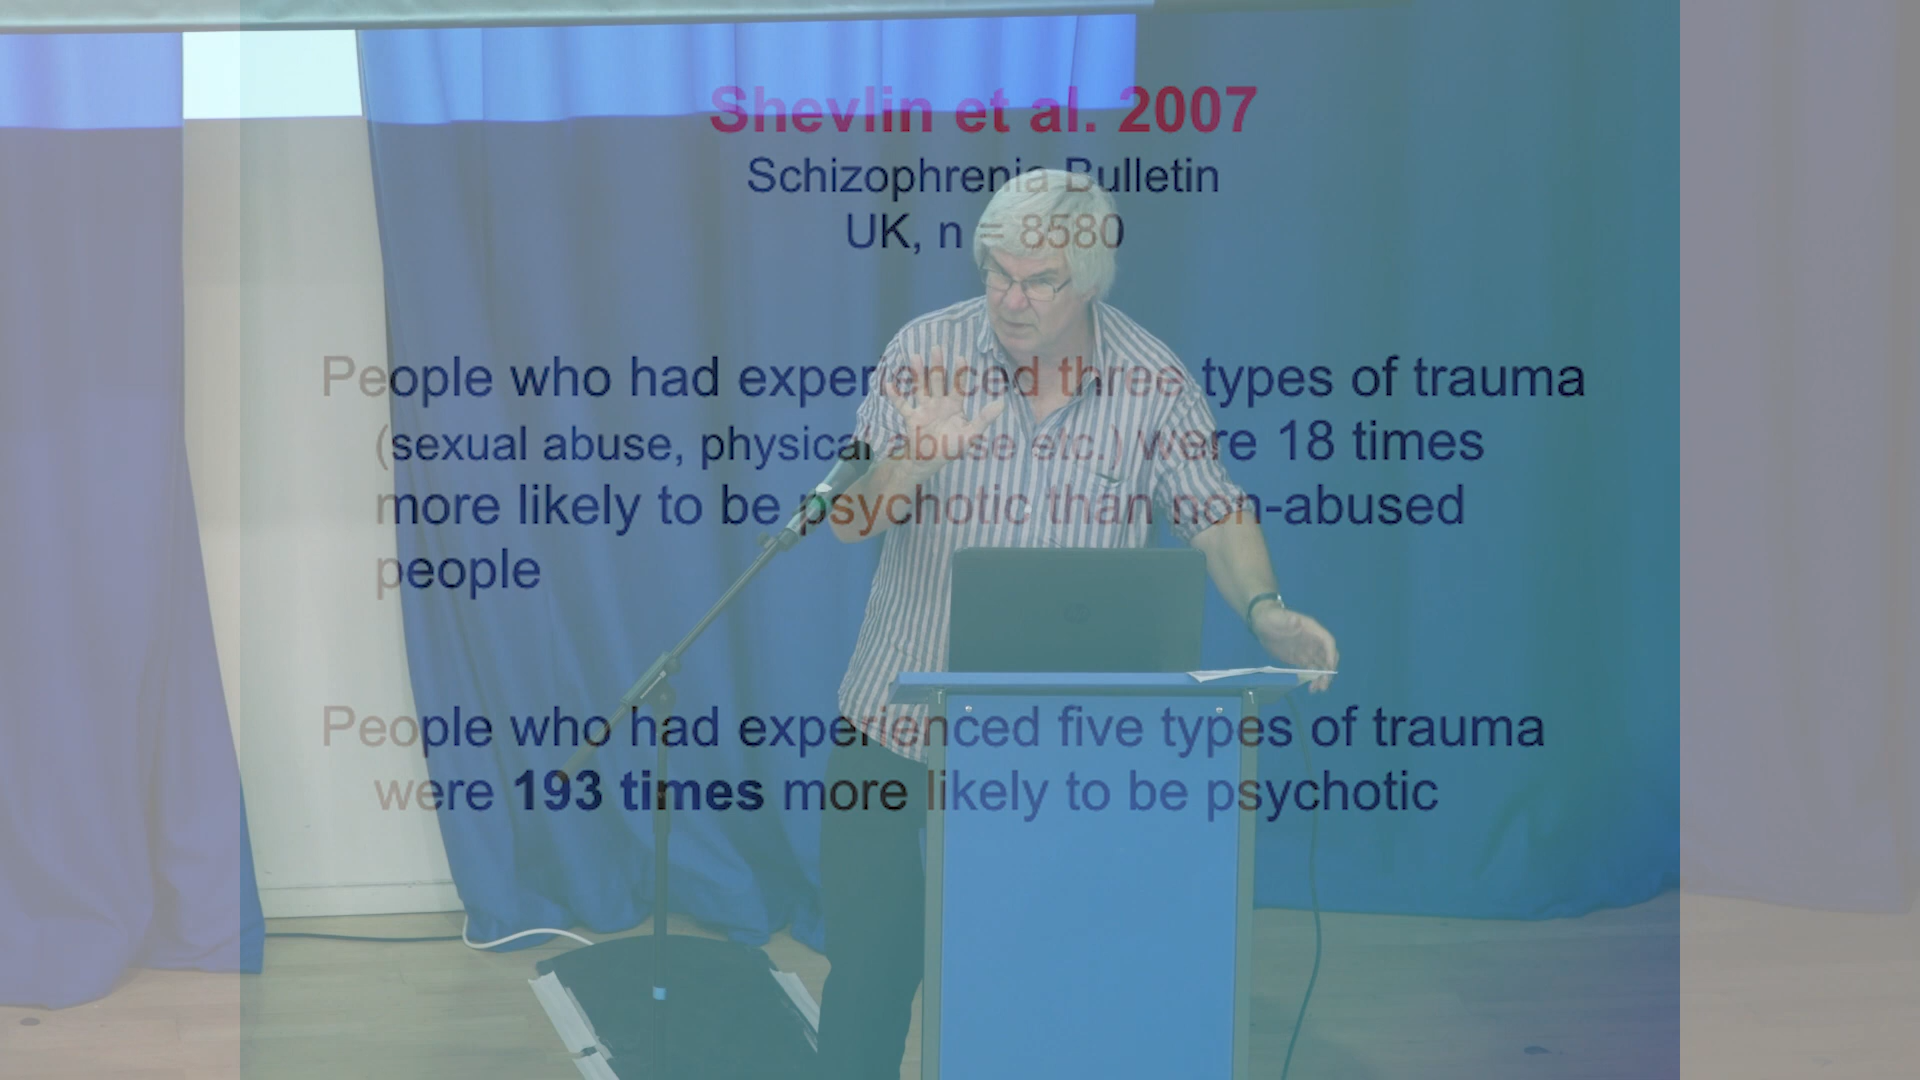 Shevlin et al. 2007
Schizophrenia Bulletin
UK, n = 8580
People who had experienced three types of trauma
(sexual abuse, physical abuse etc.) were 18 times
more likely to be psychotic than non-abused
people
People who had experienced five types of trauma
were 193 times more likely to be psychotic